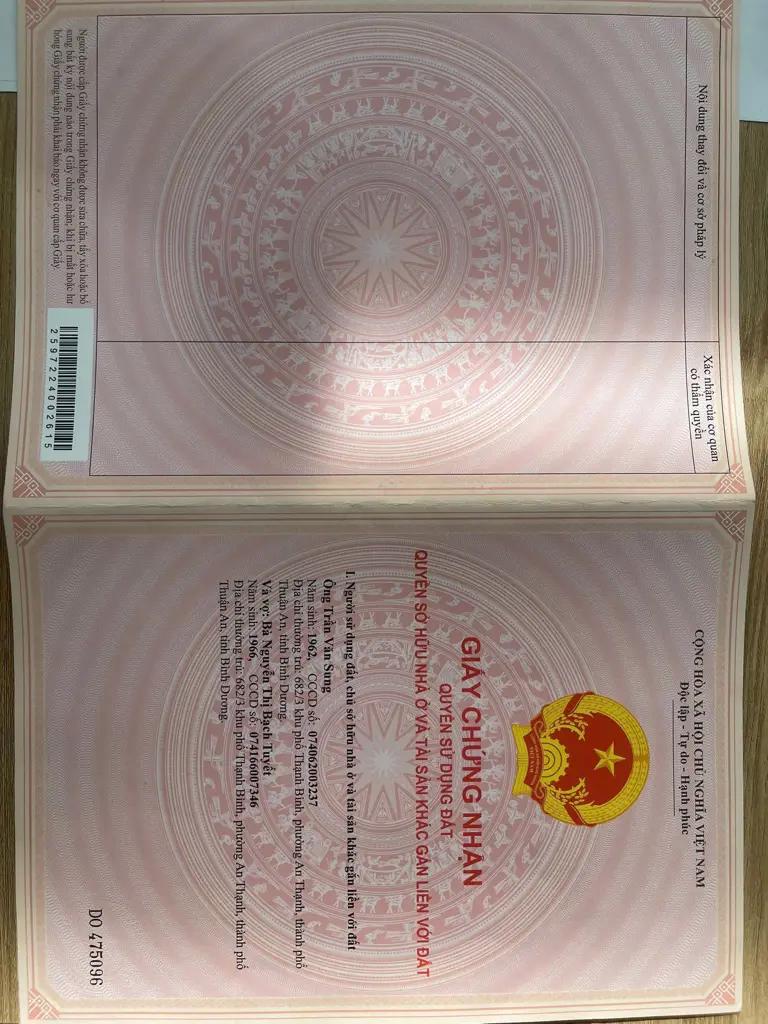 Nội dung thay đổi và cơ sở pháp lý
Xác nhận của cơ quan
có thẩm quyền
Người được cấp Giấy chứng nhận không được sửa chữa, tẩy xóa hoặc bổ
sung bất kỳ nội dung nào trong Giấy chứng nhận; khi bị mất hoặc hư
hỏng Giấy chứng nhận phải khai báo ngay với cơ quan cấp Giấy.
2597224002615
CỘNG HÒA XÃ HỘI CHỦ NGHĨA VIỆT NAM
Độc lập - Tự do - Hạnh phúc
GIẤY CHỨNG NHẬN
QUYỀN SỬ DỤNG ĐẤT
QUYỀN SỞ HỮU NHÀ Ở VÀ TÀI SẢN KHÁC GẮN LIỀN VỚI ĐẤT
I. Người sử dụng đất, chủ sở hữu nhà ở và tài sản khác gắn liền với đất
Ông Trần Văn Sung
Năm sinh: 1962, CCCD số: 074062003237
Địa chỉ thường trú: 682/3 khu phố Thạnh Bình, phường An Thạnh, thành phố
Thuận An, tỉnh Bình Dương.
Và vợ: Bà Nguyễn Thị Bạch Tuyết
Năm sinh: 1966, CCCD số: 074166007346
Địa chỉ thường trú: 682/3 khu phố Thạnh Bình, phường An Thạnh, thành phố
Thuận An, tỉnh Bình Dương.
DO 475096